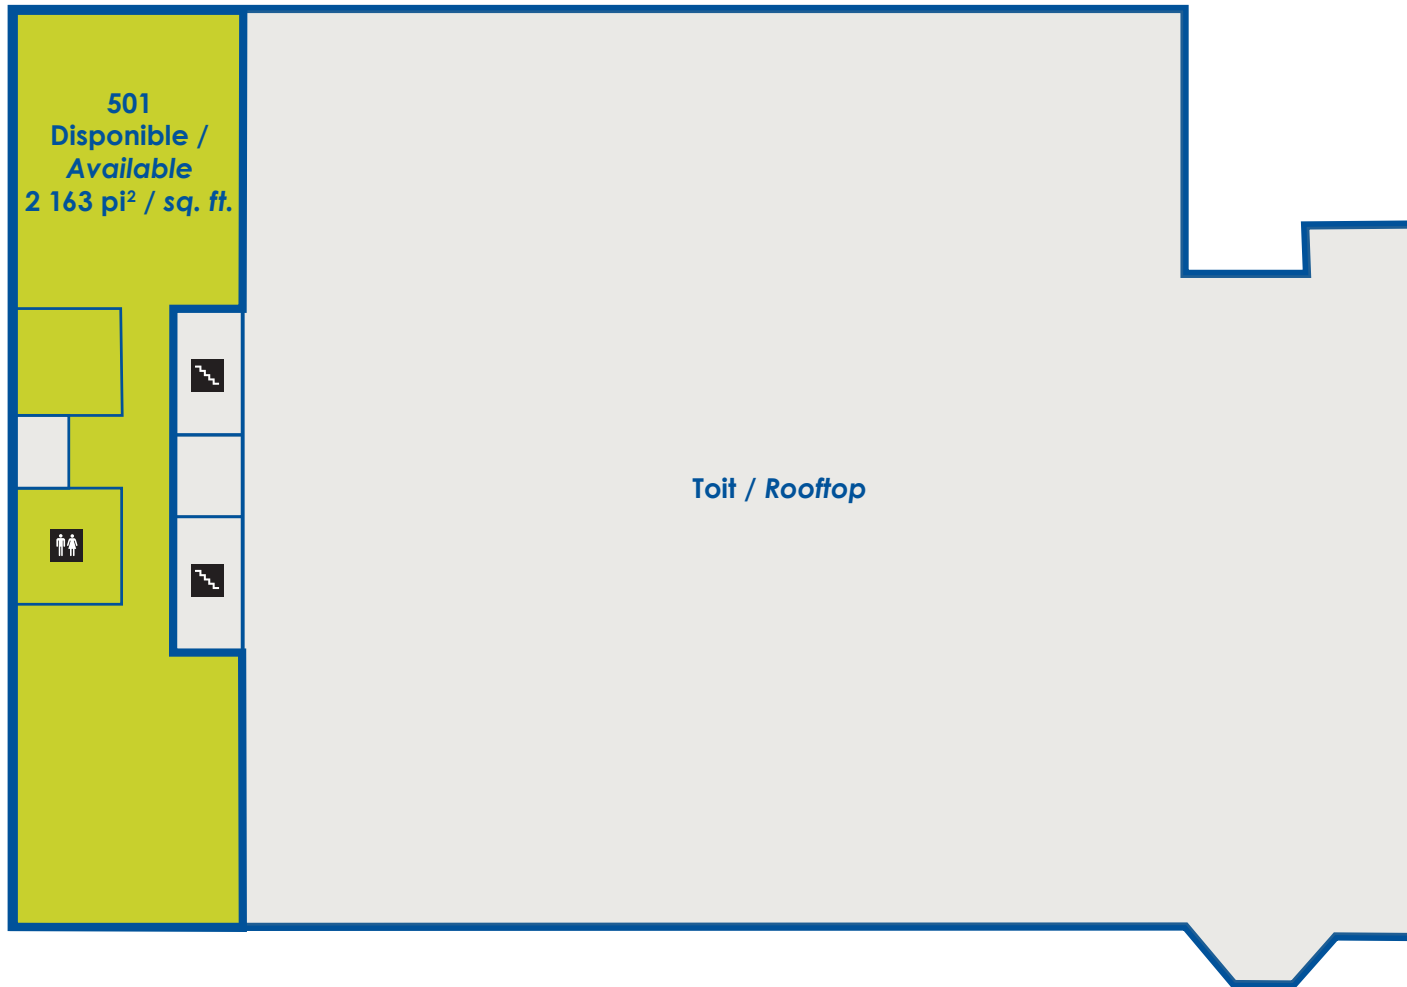 501
Disponible /
Available
2 163 pi² / sq. ft.
Toit / Rooftop